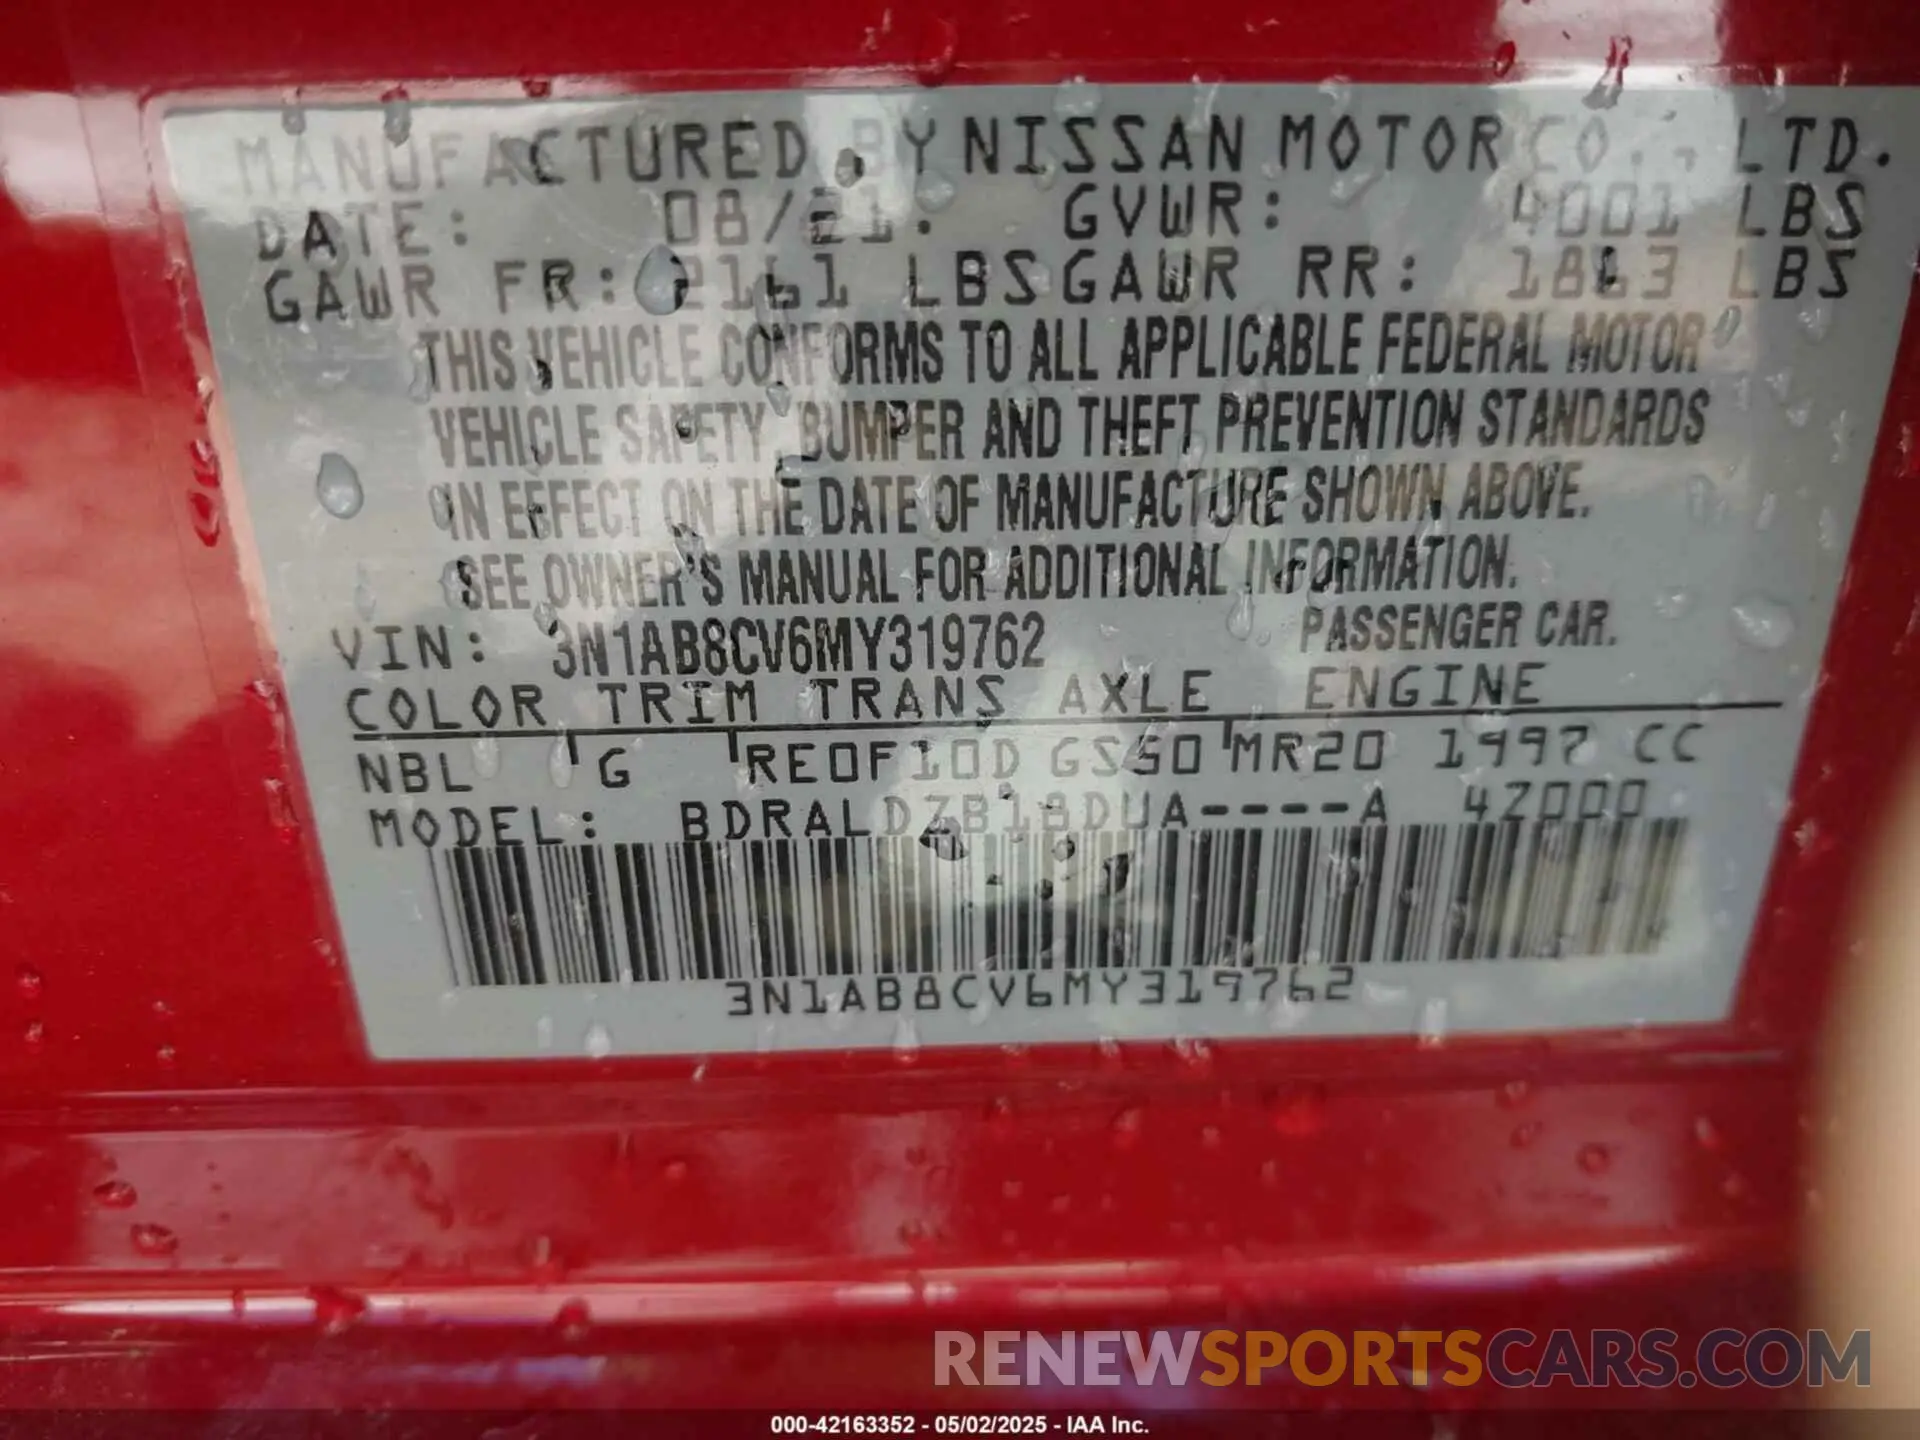 MANUFACTURED BY NISSAN MOTOR CO., LTD.
DATE: 08/21. GVWR: 4001 LBS
GAWR FR: 2161 LBS GAWR RR: 1863 LBS
THIS VEHICLE CONFORMS TO ALL APPLICABLE FEDERAL MOTOR
VEHICLE SAFETY, BUMPER AND THEFT PREVENTION STANDARDS
IN EFFECT ON THE DATE OF MANUFACTURE SHOWN ABOVE.
SEE OWNER'S MANUAL FOR ADDITIONAL INFORMATION.
VIN: 3N1AB8CV6MY319762 PASSENGER CAR.
COLOR TRIM TRANS AXLE ENGINE
NBL G RE0F10D GS50 MR20 1997 CC
MODEL: BDRALDZB18DUA----A 4Z000
3N1AB8CV6MY319762
RENEWSPORTSCARS.COM
000-42163352 - 05/02/2025 - IAA Inc.